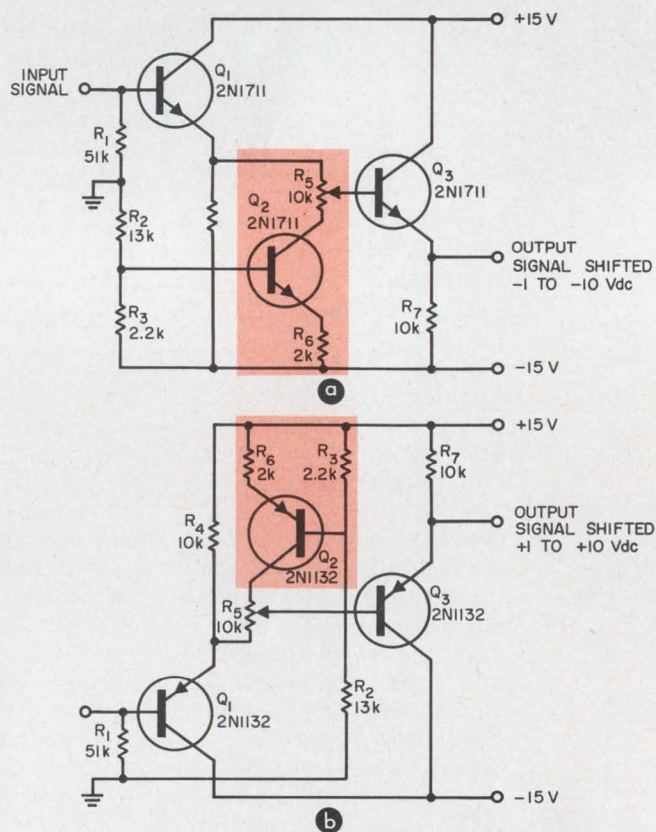 +15 V
INPUT
SIGNAL
Q1
2N1711
R1
51k
R5
10k
Q3
2N1711
Q2
2N1711
R2
13k
OUTPUT
SIGNAL SHIFTED
–1 TO –10 Vdc
R3
2.2k
R7
10k
R6
2k
–15 V
a
+15 V
R6
2k
R3
2.2k
R7
10k
R4
10k
OUTPUT
SIGNAL SHIFTED
+1 TO +10 Vdc
Q2
2N1132
Q3
2N1132
R5
10k
Q1
2N1132
R2
13k
R1
51k
–15 V
b